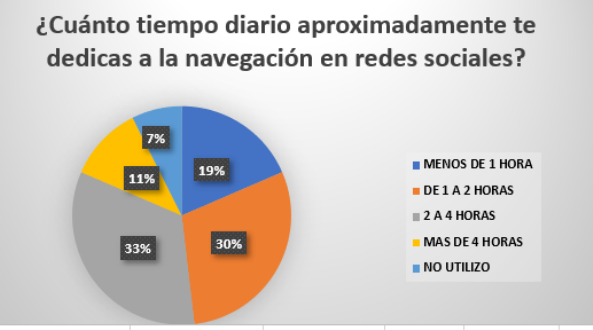 ¿Cuánto tiempo diario aproximadamente te
dedicas a la navegación en redes sociales?
7%
19%
11%
33%
30%
MENOS DE 1 HORA
DE 1 A 2 HORAS
2 A 4 HORAS
MAS DE 4 HORAS
NO UTILIZO